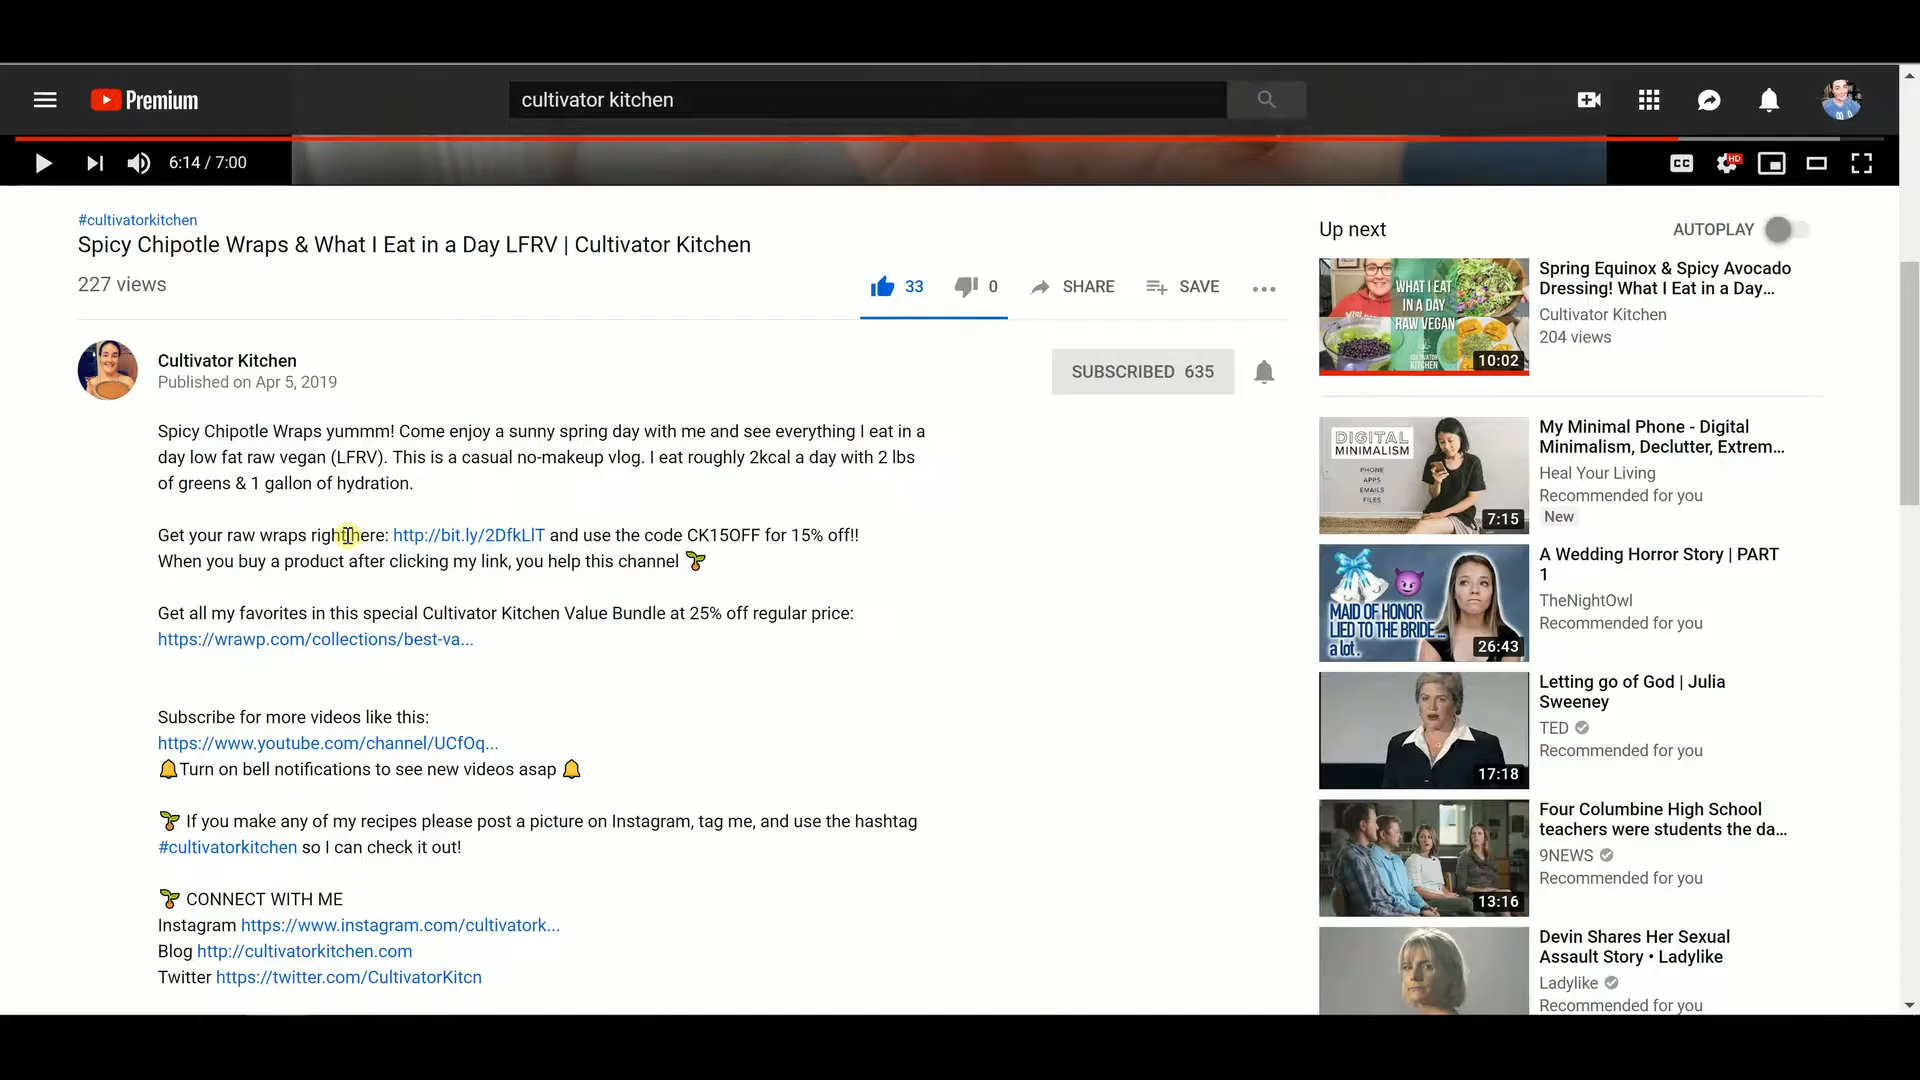 Premium
cultivator kitchen
6:14 / 7:00
CC
HD
#cultivatorkitchen
Spicy Chipotle Wraps & What I Eat in a Day LFRV | Cultivator Kitchen
227 views
33
0
SHARE
SAVE
Cultivator Kitchen
Published on Apr 5, 2019
SUBSCRIBED 635
Spicy Chipotle Wraps yummm! Come enjoy a sunny spring day with me and see everything I eat in a
day low fat raw vegan (LFRV). This is a casual no-makeup vlog. I eat roughly 2kcal a day with 2 lbs
of greens & 1 gallon of hydration.
Get your raw wraps right here: http://bit.ly/2DfkLlT and use the code CK15OFF for 15% off!!
When you buy a product after clicking my link, you help this channel
Get all my favorites in this special Cultivator Kitchen Value Bundle at 25% off regular price:
https://wrawp.com/collections/best-va...
Subscribe for more videos like this:
https://www.youtube.com/channel/UCfOq...
Turn on bell notifications to see new videos asap
If you make any of my recipes please post a picture on Instagram, tag me, and use the hashtag
#cultivatorkitchen so I can check it out!
CONNECT WITH ME
Instagram https://www.instagram.com/cultivatork...
Blog http://cultivatorkitchen.com
Twitter https://twitter.com/CultivatorKitcn
Up next
AUTOPLAY
WHAT I EAT
IN A DAY
RAW VEGAN
CULTIVATOR
KITCHEN
10:02
Spring Equinox & Spicy Avocado
Dressing! What I Eat in a Day...
Cultivator Kitchen
204 views
DIGITAL
MINIMALISM
PHONE
APPS
EMAILS
FILES
7:15
My Minimal Phone - Digital
Minimalism, Declutter, Extrem...
Heal Your Living
Recommended for you
New
MAID OF HONOR
LIED TO THE BRIDE...
a lot.
26:43
A Wedding Horror Story | PART
1
TheNightOwl
Recommended for you
17:18
Letting go of God | Julia
Sweeney
TED
Recommended for you
13:16
Four Columbine High School
teachers were students the da...
9NEWS
Recommended for you
Devin Shares Her Sexual
Assault Story • Ladylike
Ladylike
Recommended for you